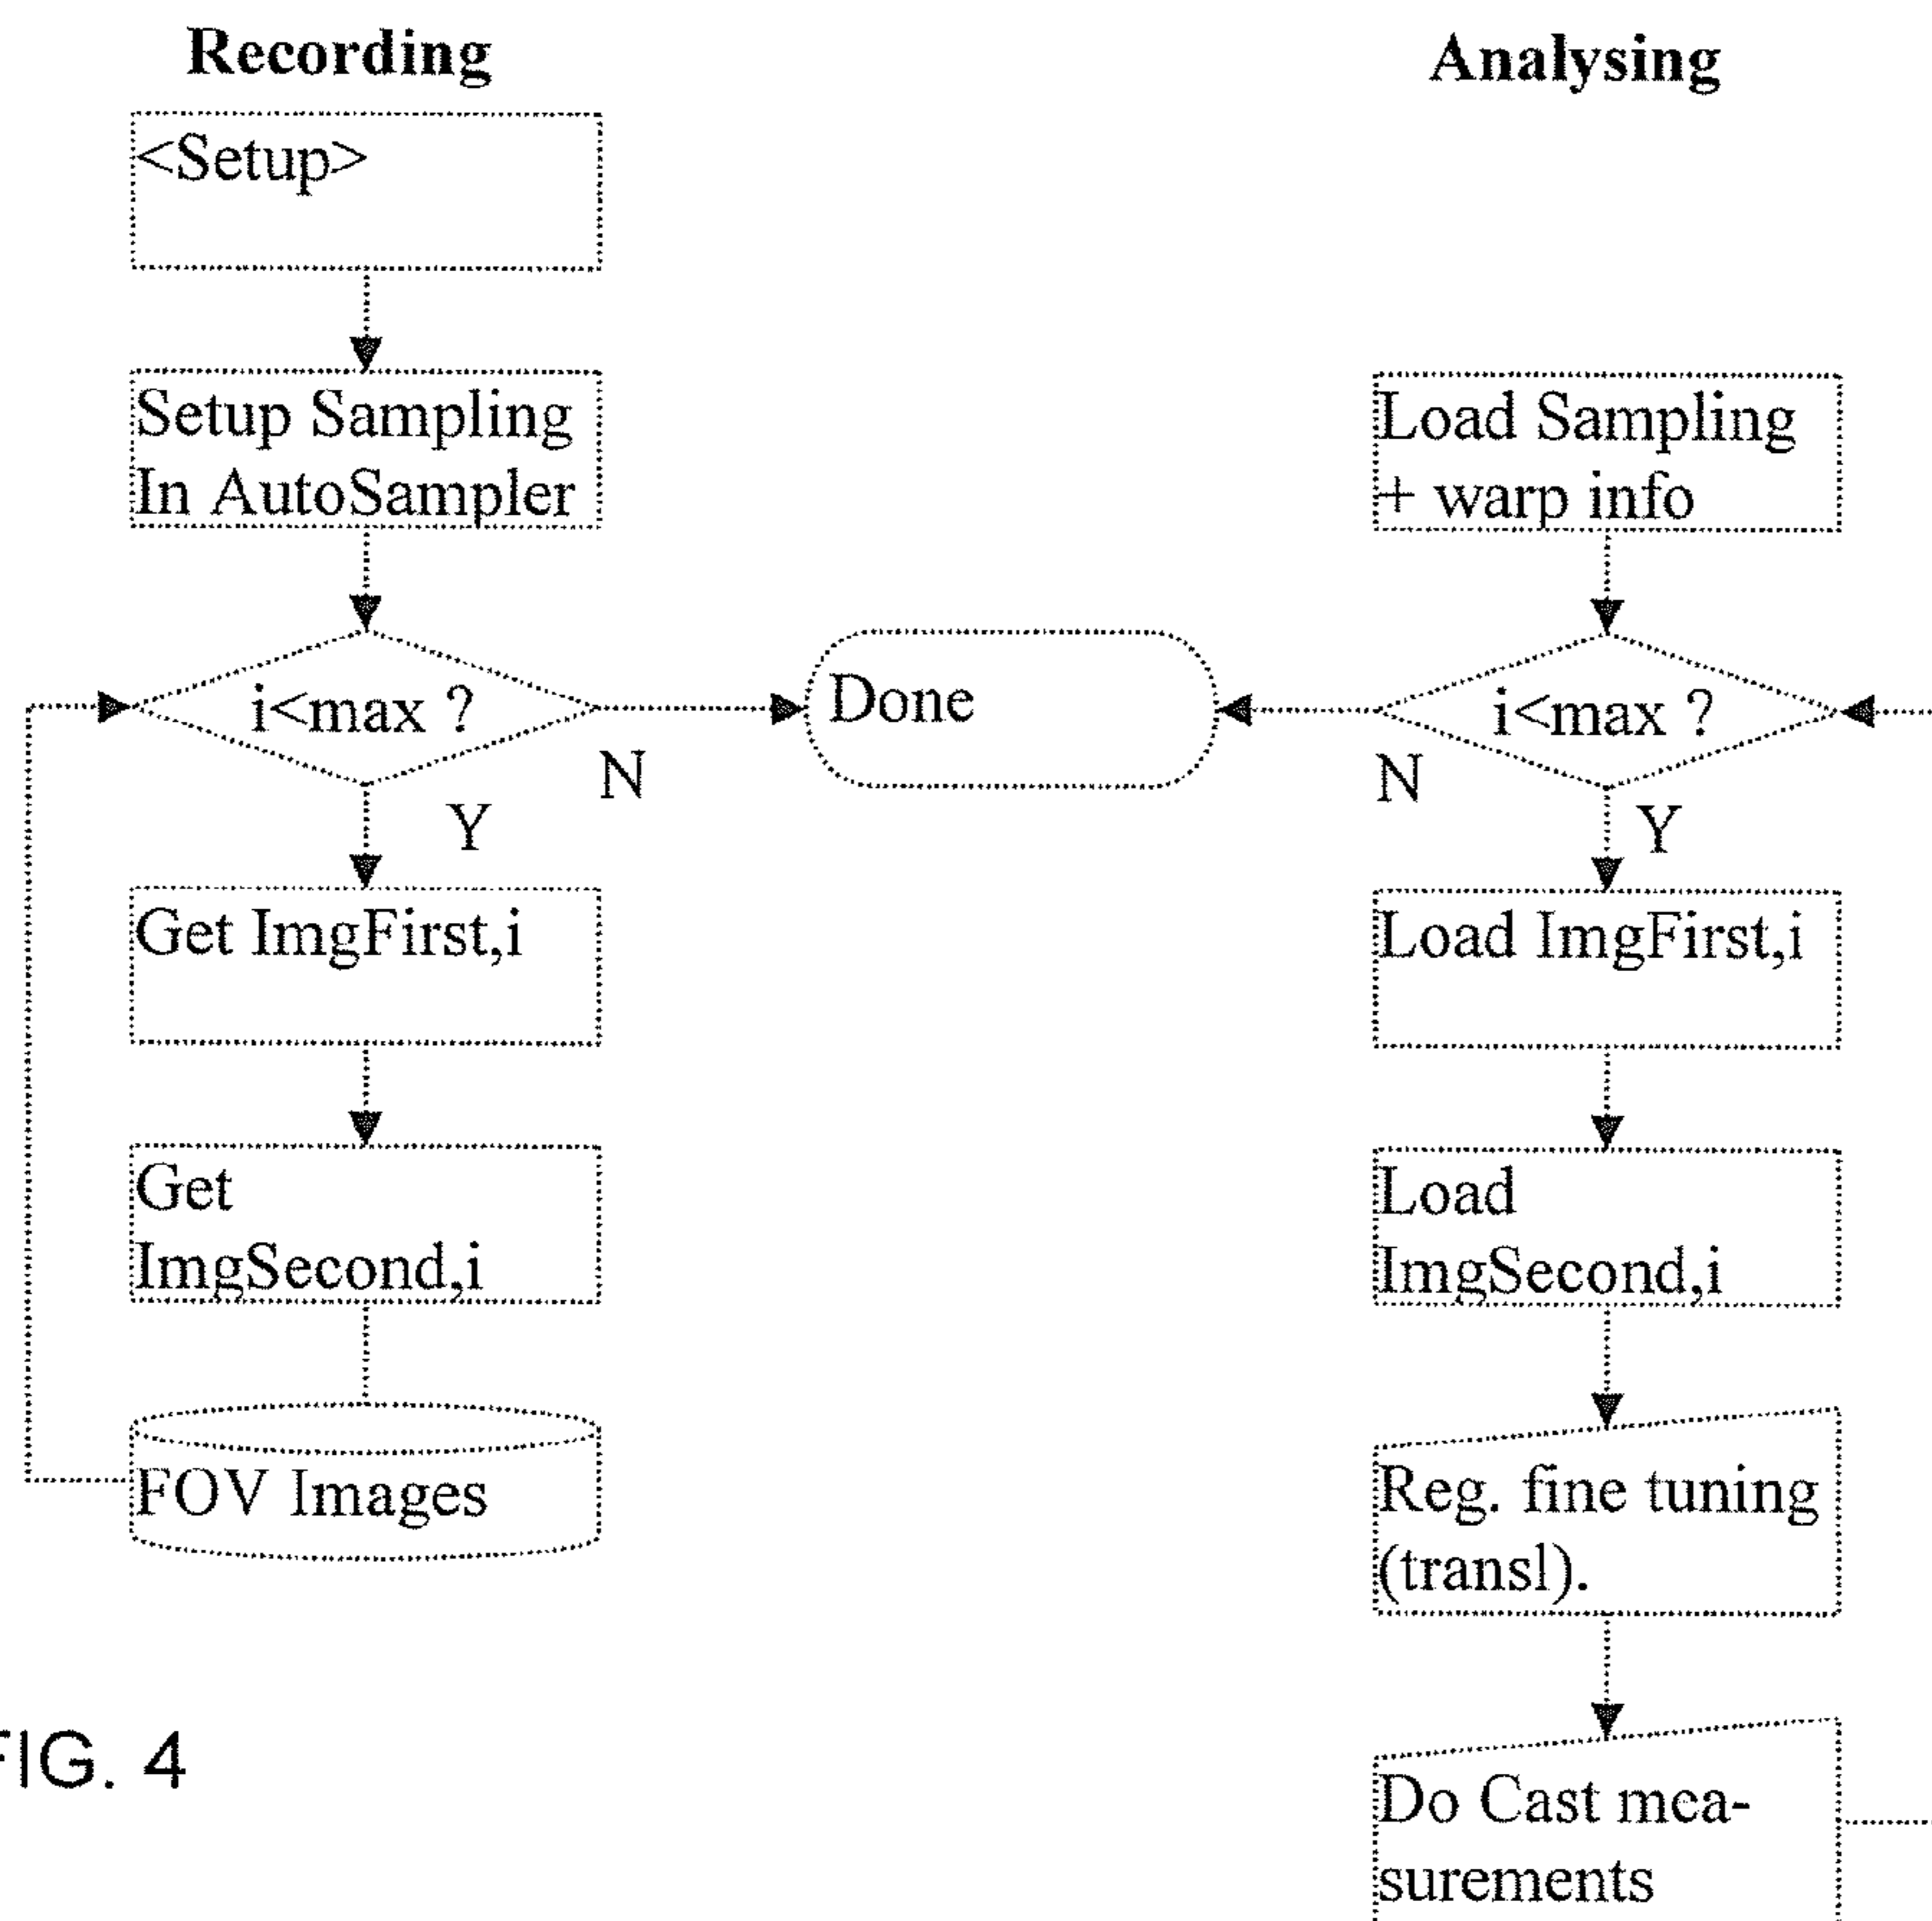 Recording
<Setup>
Setup Sampling
In AutoSampler
i<max ?
N
Y
Get ImgFirst,i
Get
ImgSecond,i
FOV Images
Done
Analysing
Load Sampling
+ warp info
i<max ?
N
Y
Load ImgFirst,i
Load
ImgSecond,i
Reg. fine tuning
(transl).
Do Cast mea-
surements
FIG. 4